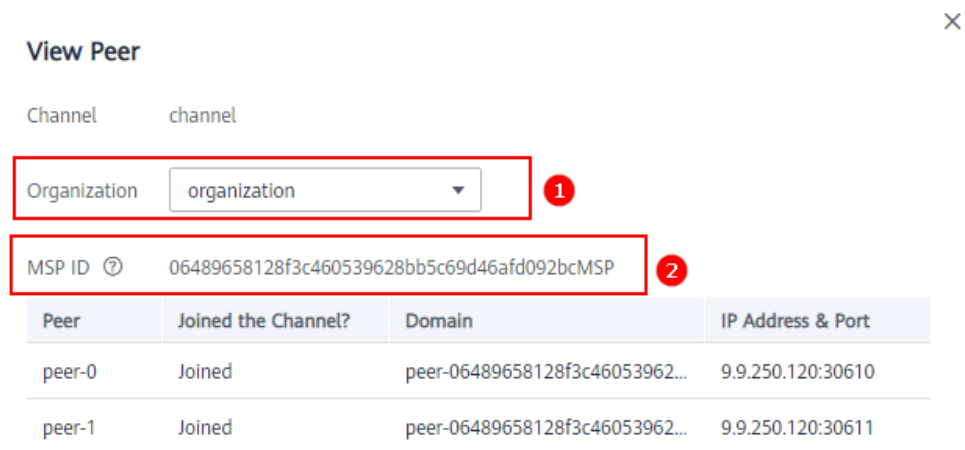 View Peer
Channel channel
Organization organization 1
MSP ID ? 06489658128f3c460539628bb5c69d46afd092bcMSP 2
Peer Joined the Channel? Domain IP Address & Port
peer-0 Joined peer-06489658128f3c46053962... 9.9.250.120:30610
peer-1 Joined peer-06489658128f3c46053962... 9.9.250.120:30611